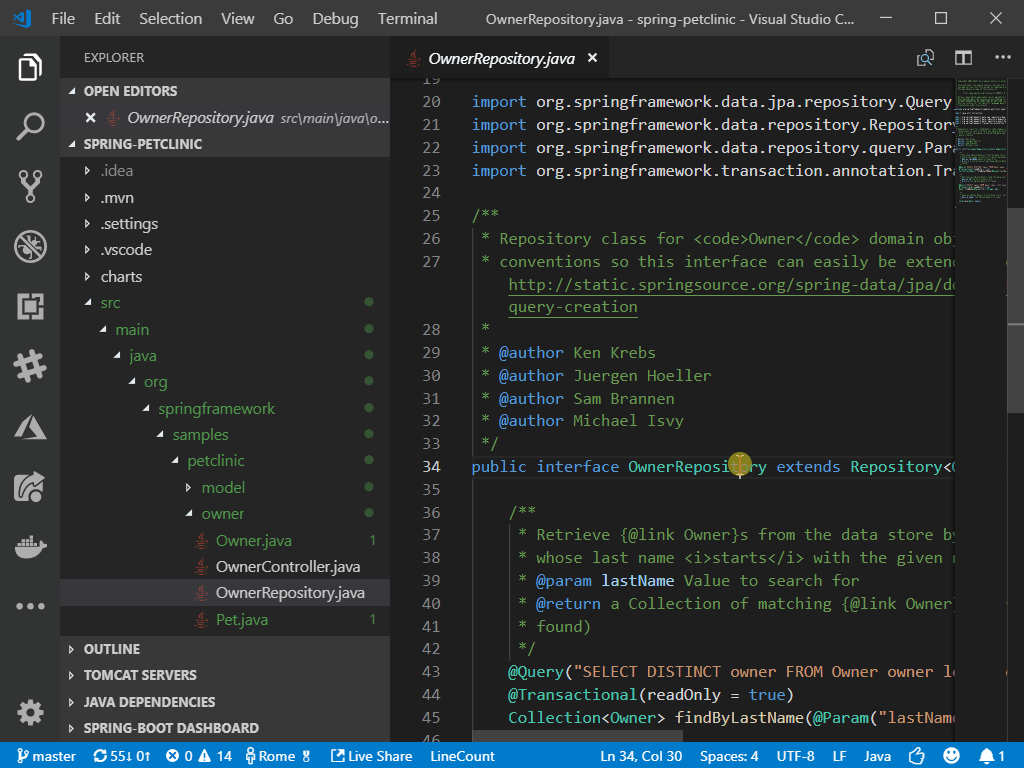 File Edit Selection View Go Debug Terminal OwnerRepository.java - spring-petclinic - Visual Studio C...
EXPLORER
OPEN EDITORS
OwnerRepository.java src\main\java\o...
SPRING-PETCLINIC
.idea
.mvn
.settings
.vscode
charts
src
main
java
org
springframework
samples
petclinic
model
owner
Owner.java 1
OwnerController.java
OwnerRepository.java
Pet.java 1
OUTLINE
TOMCAT SERVERS
JAVA DEPENDENCIES
SPRING-BOOT DASHBOARD
OwnerRepository.java
19
20 import org.springframework.data.jpa.repository.Query
21 import org.springframework.data.repository.Repository
22 import org.springframework.data.repository.query.Par
23 import org.springframework.transaction.annotation.Tr
24
25 /**
26 * Repository class for <code>Owner</code> domain obj
27 * conventions so this interface can easily be exten
http://static.springsource.org/spring-data/jpa/d
query-creation
28 *
29 * @author Ken Krebs
30 * @author Juergen Hoeller
31 * @author Sam Brannen
32 * @author Michael Isvy
33 */
34 public interface OwnerRepository extends Repository<O
35
36 /**
37 * Retrieve {@link Owner}s from the data store by
38 * whose last name <i>starts</i> with the given
39 * @param lastName Value to search for
40 * @return a Collection of matching {@link Owner}
41 * found)
42 */
43 @Query("SELECT DISTINCT owner FROM Owner owner le
44 @Transactional(readOnly = true)
45 Collection<Owner> findByLastName(@Param("lastName
46
master 55↓ 0↑ 0 14 Rome Live Share LineCount Ln 34, Col 30 Spaces: 4 UTF-8 LF Java 1